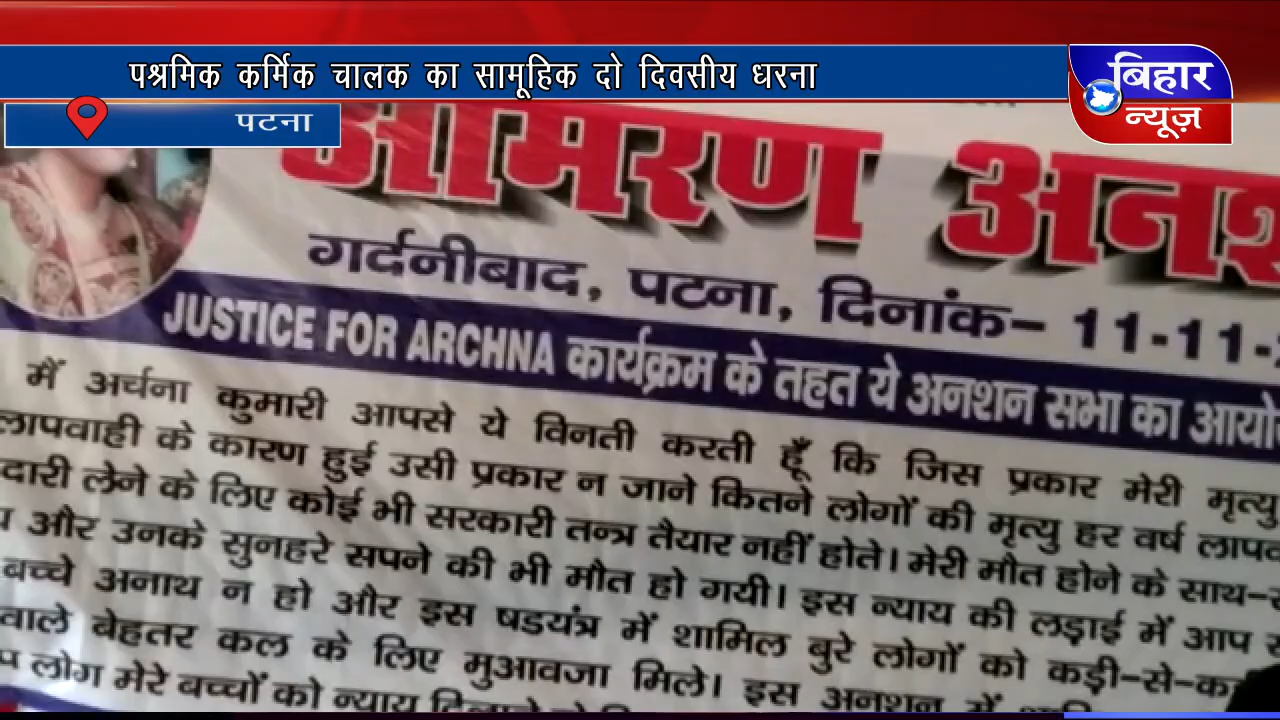 पश्रमिक कर्मिक चालक का सामूहिक दो दिवसीय धरना
बिहार
न्यूज़
पटना
आमरण
गर्दनीबाद, पटना, दिनांक– 11-11-
JUSTICE FOR ARCHNA कार्यक्रम के तहत ये अनशन सभा का
मैं अर्चना कुमारी आपसे ये विनती करती हूँ कि जिस प्रकार मेरी मृत्यु
लापवाही के कारण हुई उसी प्रकार न जाने कितने लोगों की मृत्यु हर वर्ष
के लिए कोई भी सरकारी तन्त्र तैयार नहीं होते। मेरी मौत होने के साथ–
और उनके सुनहरे सपने की भी मौत हो गयी। इस न्याय की लड़ाई में आप
बच्चे अनाथ न हो और इस षडयंत्र में शामिल बुरे लोगों को कड़ी–से–
वाले बेहतर कल के लिए मुआवजा मिले। इस अनशन में
लोग मेरे बच्चों को न्याय